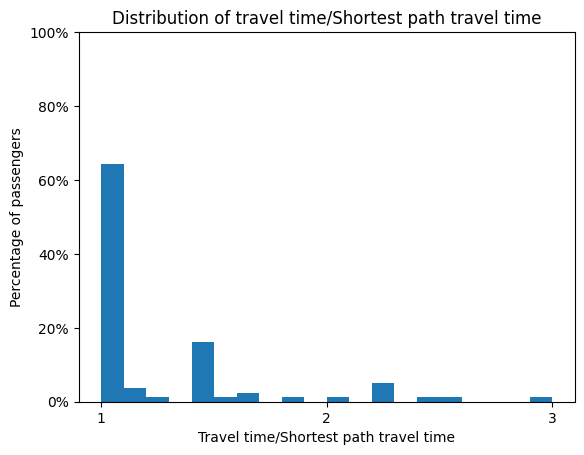 Distribution of travel time/Shortest path travel time
100%
80%
60%
40%
20%
0%
Percentage of passengers
1 2 3
Travel time/Shortest path travel time